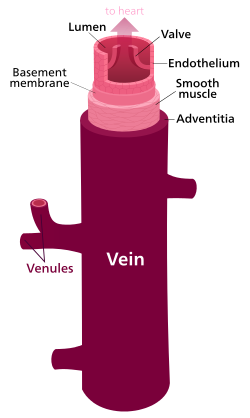 to heart
Lumen
Valve
Endothelium
Basement
membrane
Smooth
muscle
Adventitia
Vein
Venules